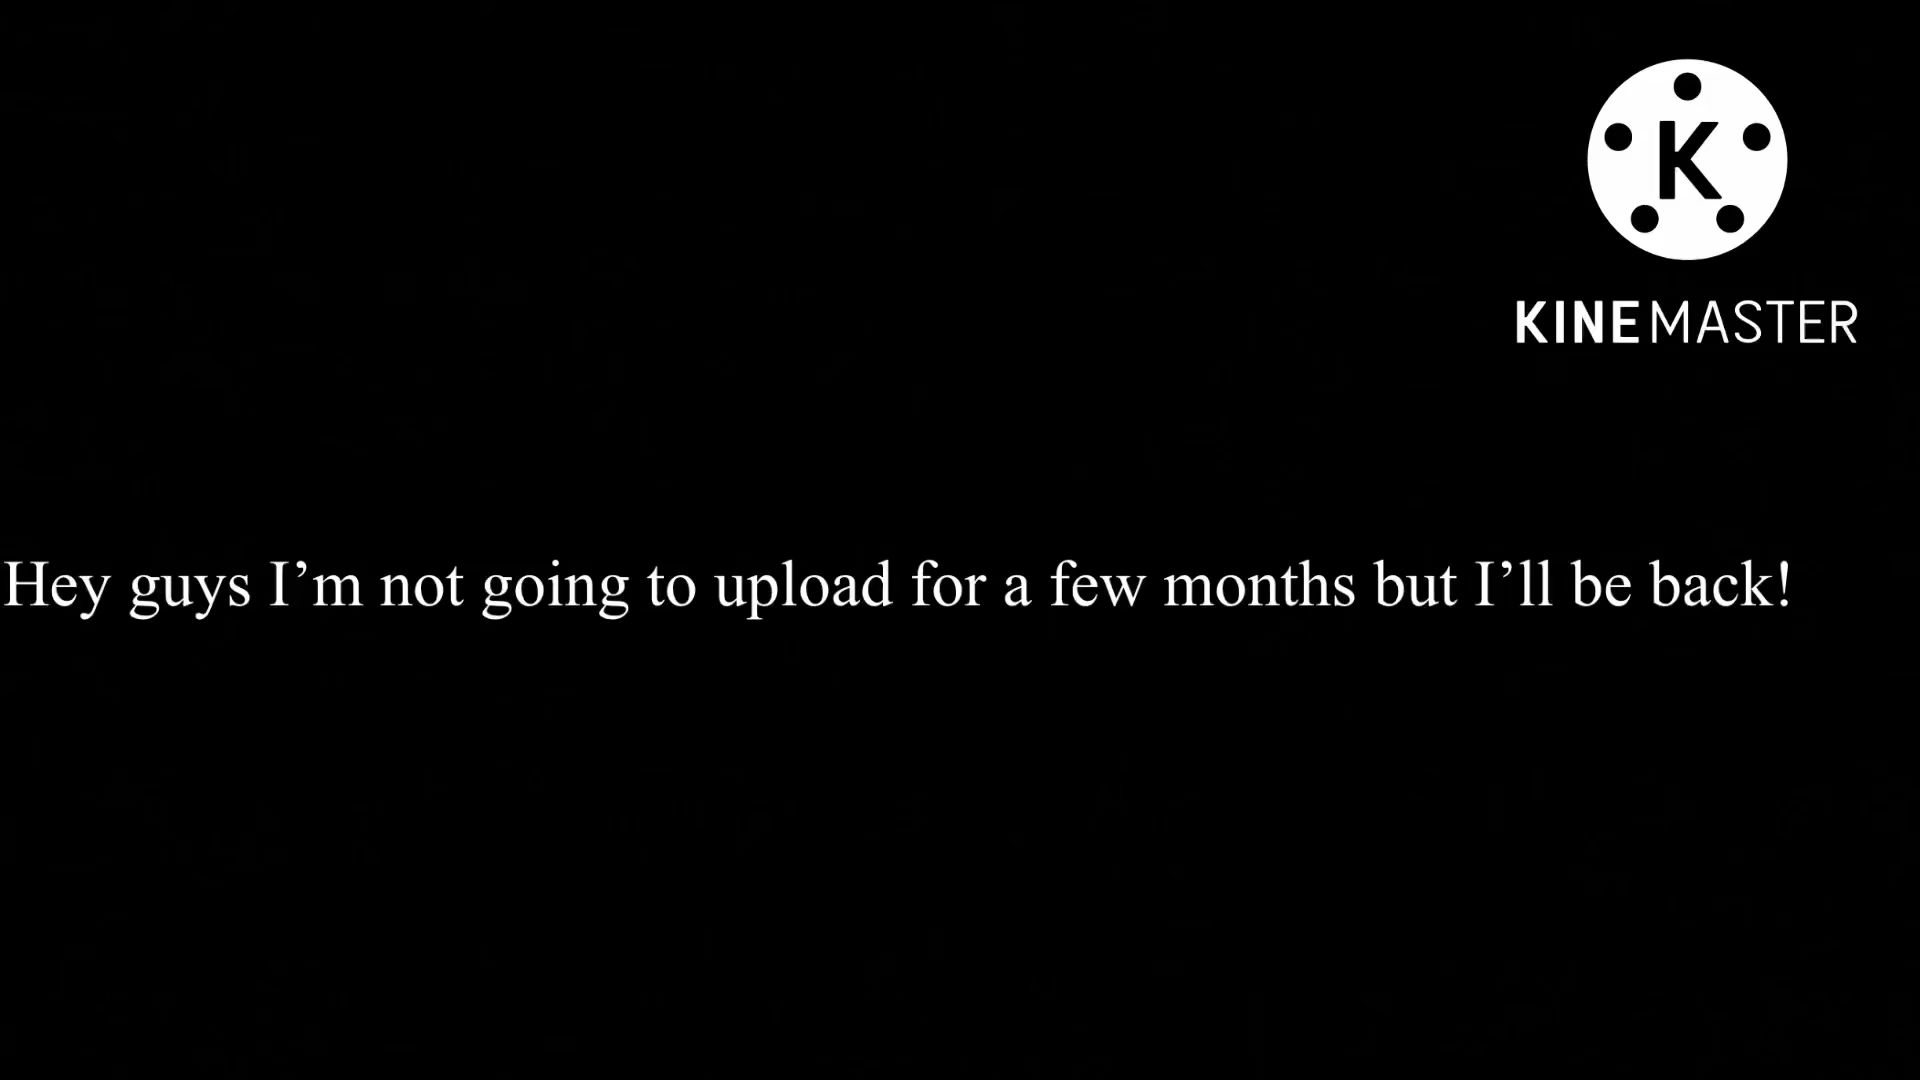 K
KINEMASTER
Hey guys I’m not going to upload for a few months but I’ll be back!